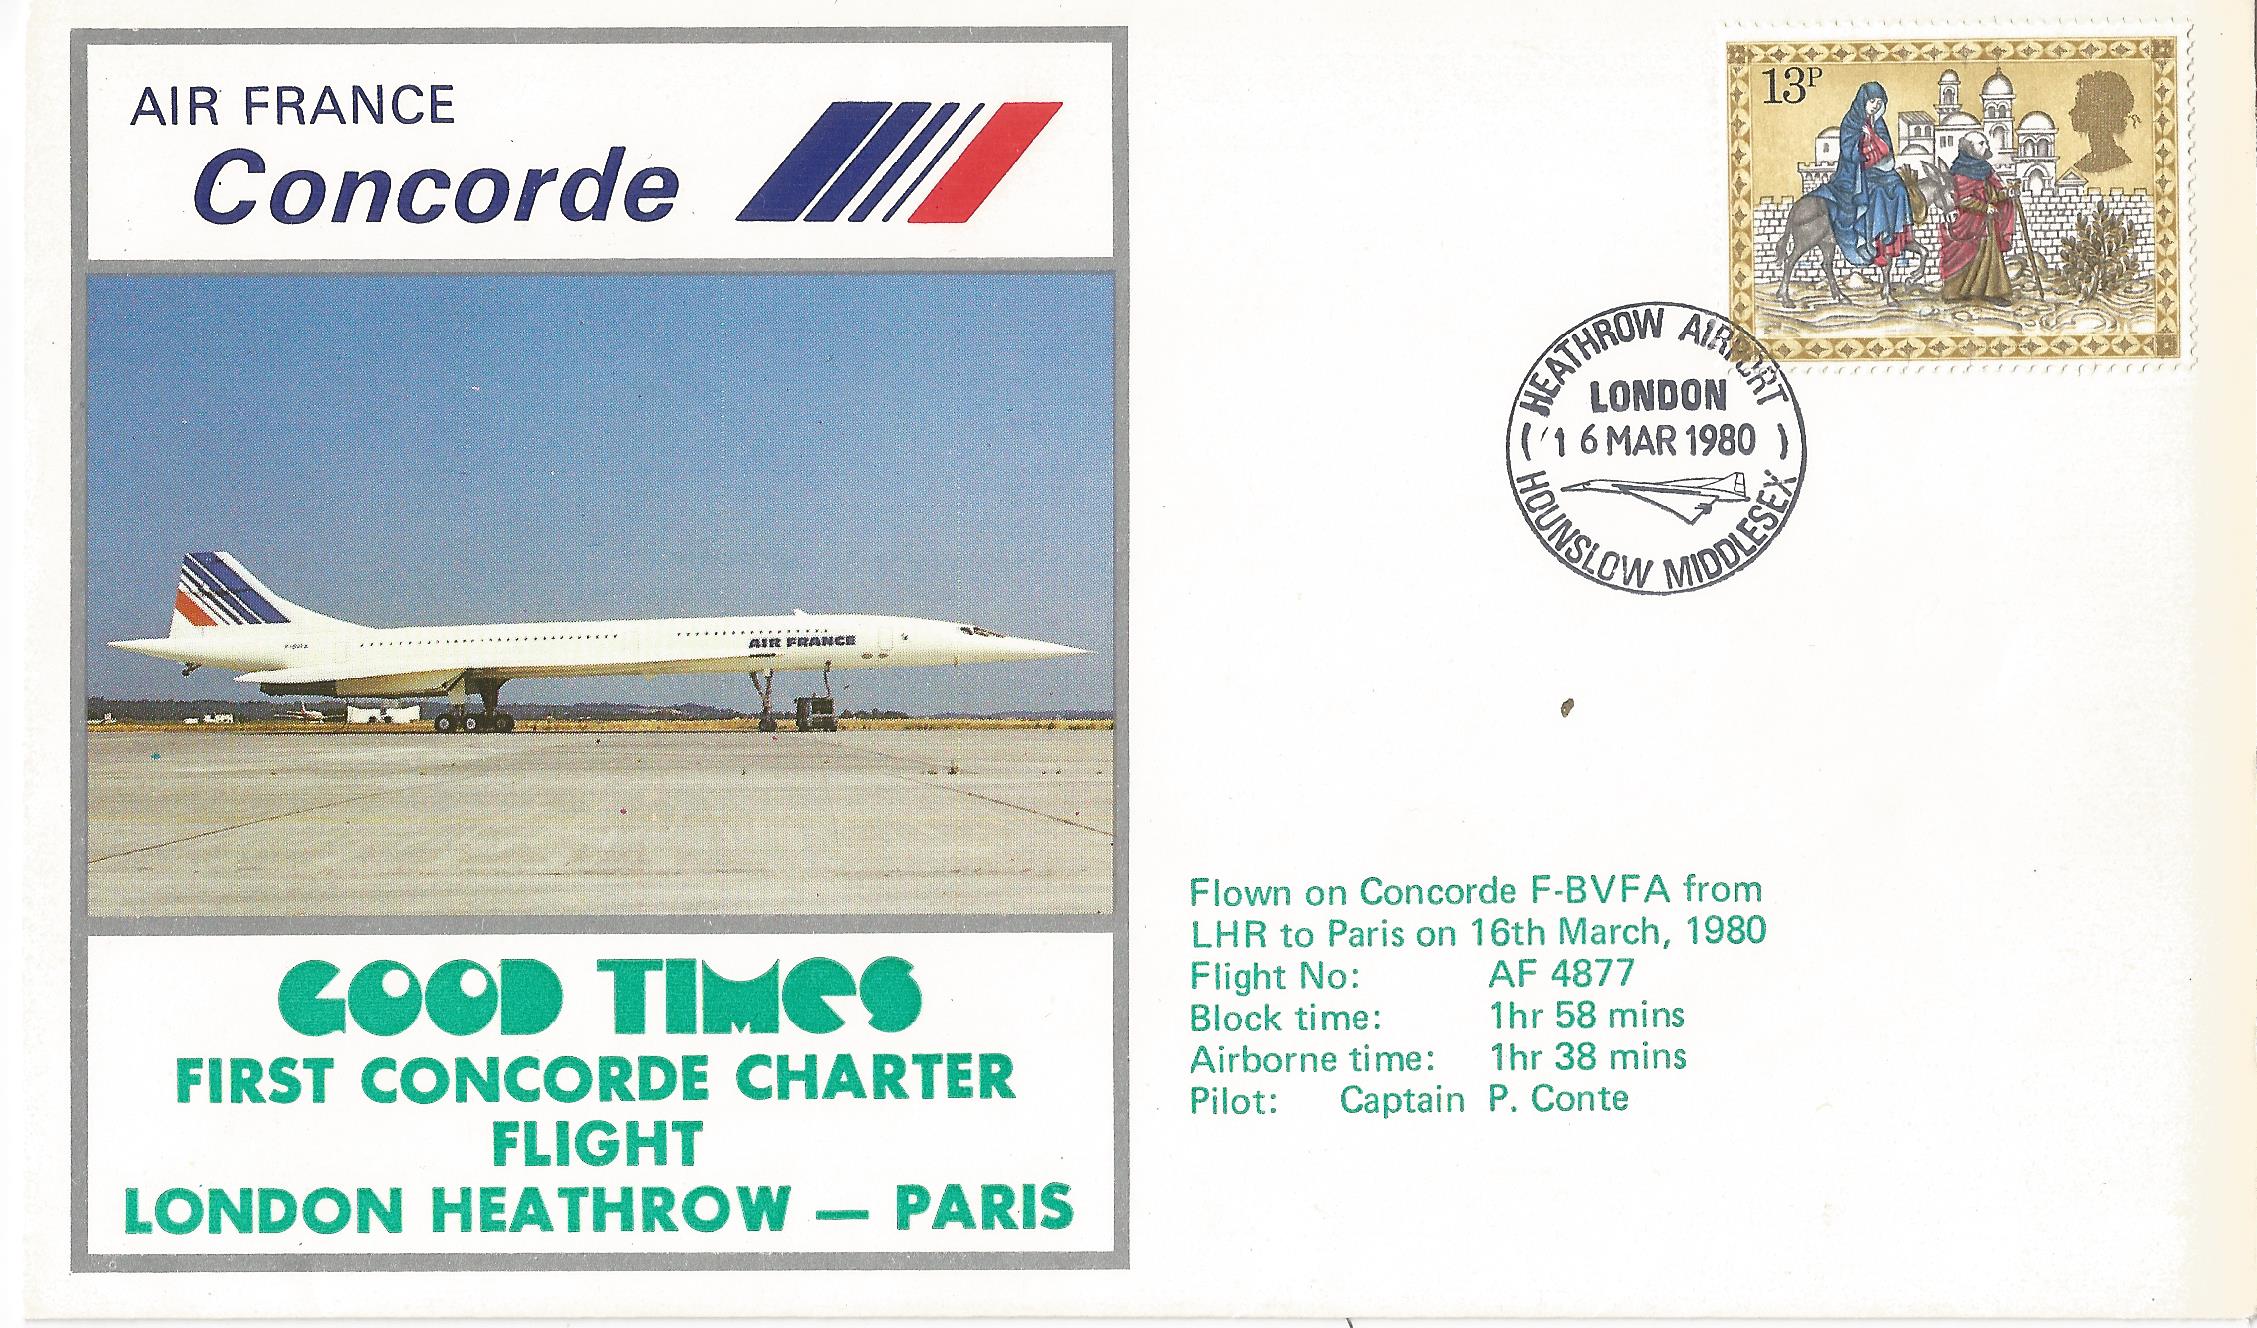 AIR FRANCE
Concorde
AIR FRANCE
GOOD TIMES
FIRST CONCORDE CHARTER
FLIGHT
LONDON HEATHROW — PARIS
13P
HEATHROW AIRPORT
LONDON
16 MAR 1980
HOUNSLOW MIDDLESEX
Flown on Concorde F-BVFA from
LHR to Paris on 16th March, 1980
Flight No: AF 4877
Block time: 1hr 58 mins
Airborne time: 1hr 38 mins
Pilot: Captain P. Conte